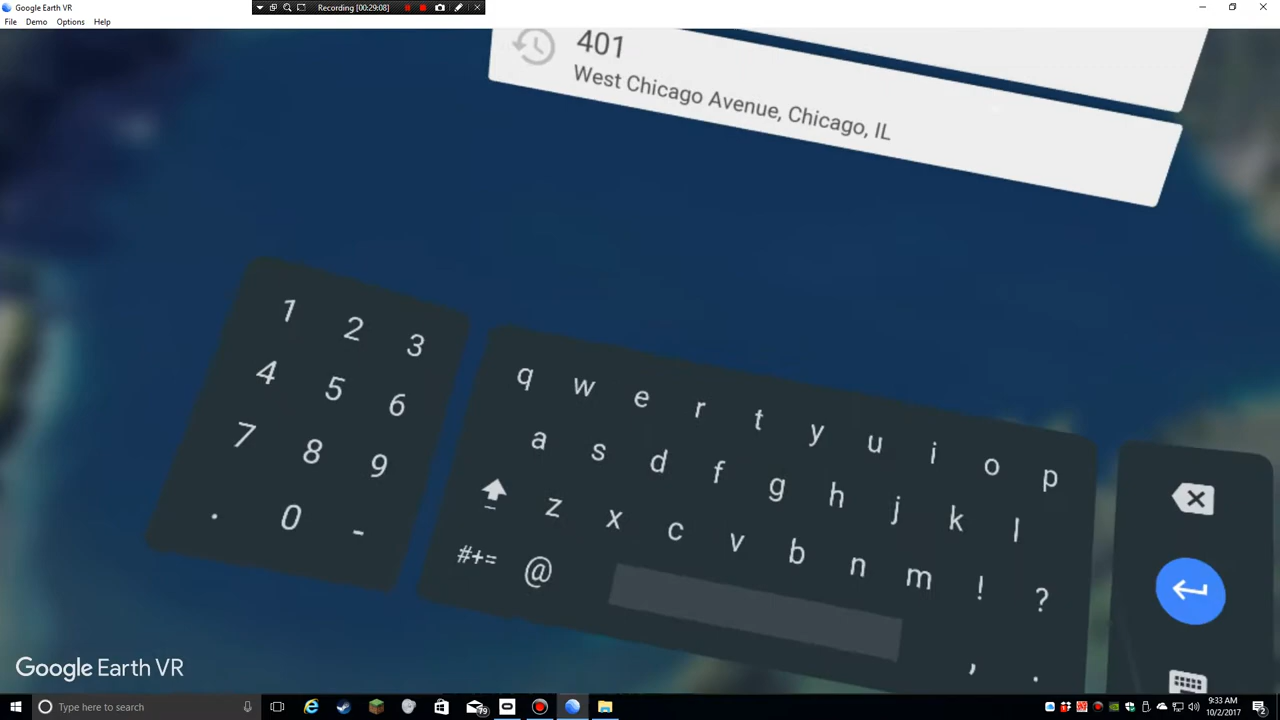 Google Earth VR
Recording [00:29:08]
File Demo Options Help
401
West Chicago Avenue, Chicago, IL
1 2 3
4 5 6
7 8 9
. 0 -
q w e r t y u i o p
a s d f g h j k l
z x c v b n m ! ?
#+= @ , .
Google Earth VR
Type here to search
79
9:33 AM
10/2/2017
2